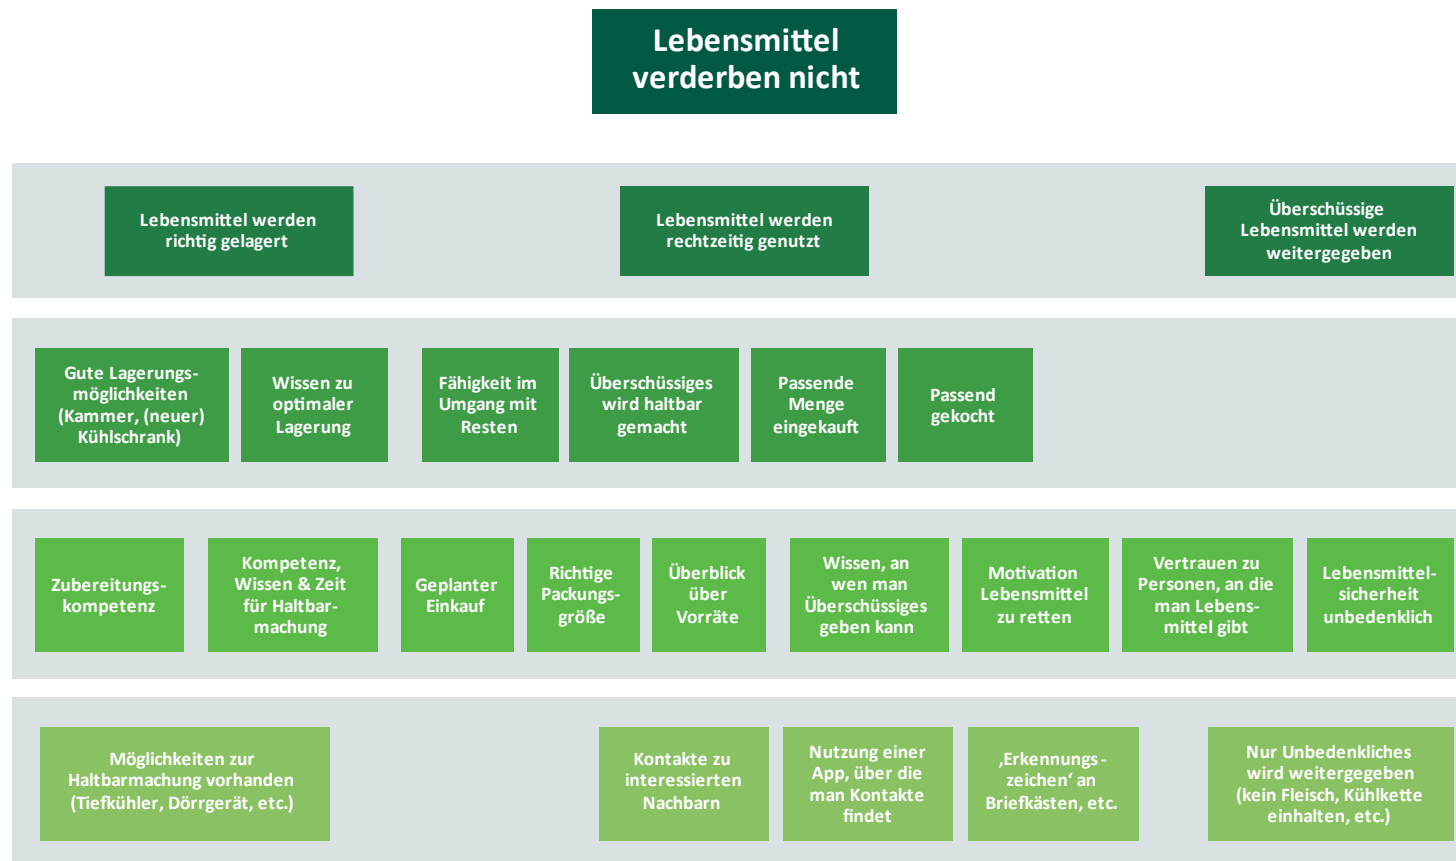 Lebensmittel
verderben nicht
Lebensmittel werden
richtig gelagert
Lebensmittel werden
rechtzeitig genutzt
Überschüssige
Lebensmittel werden
weitergegeben
Gute Lagerungs-
möglichkeiten
(Kammer, (neuer)
Kühlschrank)
Wissen zu
optimaler
Lagerung
Fähigkeit im
Umgang mit
Resten
Überschüssiges
wird haltbar
gemacht
Passende
Menge
eingekauft
Passend
gekocht
Zubereitungs-
kompetenz
Kompetenz,
Wissen & Zeit
für Haltbar-
machung
Geplanter
Einkauf
Richtige
Packungs-
größe
Überblick
über
Vorräte
Wissen, an
wen man
Überschüssiges
geben kann
Motivation
Lebensmittel
zu retten
Vertrauen zu
Personen, an die
man Lebens-
mittel gibt
Lebensmittel-
sicherheit
unbedenklich
Möglichkeiten zur
Haltbarmachung vorhanden
(Tiefkühler, Dörrgerät, etc.)
Kontakte zu
interessierten
Nachbarn
Nutzung einer
App, über die
man Kontakte
findet
‚Erkennungs-
zeichen‘ an
Briefkästen, etc.
Nur Unbedenkliches
wird weitergegeben
(kein Fleisch, Kühlkette
einhalten, etc.)